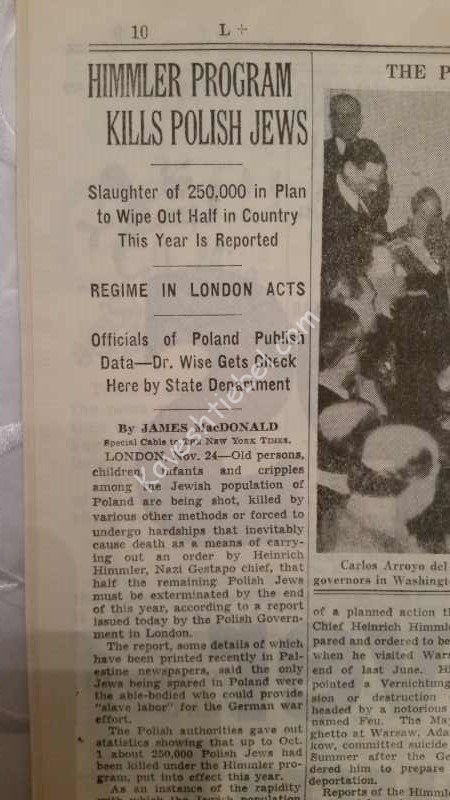 10 L+
THE P
HIMMLER PROGRAM
KILLS POLISH JEWS
Slaughter of 250,000 in Plan
to Wipe Out Half in Country
This Year Is Reported
REGIME IN LONDON ACTS
Officials of Poland Publish
Data—Dr. Wise Gets Check
Here by State Department
By JAMES MacDONALD
Special Cable to THE NEW YORK TIMES.
LONDON, Nov. 24—Old persons,
children, infants and cripples
among the Jewish population of
Poland are being shot, killed by
various other methods or forced to
undergo hardships that inevitably
cause death as a means of carry-
ing out an order by Heinrich
Himmler, Nazi Gestapo chief, that
half the remaining Polish Jews
must be exterminated by the end
of this year, according to a report
issued today by the Polish Govern-
ment in London.
The report, some details of which
have been printed recently in Pal-
estine newspapers, said the only
Jews being spared in Poland were
the able-bodied who could provide
"slave labor" for the German war
effort.
The Polish authorities gave out
statistics showing that up to Oct.
1 about 250,000 Polish Jews had
been killed under the Himmler pro-
gram, put into effect this year.
As an instance of the rapidity
with which the Jewish population
Carlos Arroyo del
governors in Washingt
of a planned action t
Chief Heinrich Himml
pared and ordered to be
when he visited Wars
end of last June. H
pointed a Vernichtung
sion or destruction
headed by a notorious
named Feu. The May
ghetto at Warsaw, Ada
kow, committed suicide
Summer after the Ge
dered him to prepare
deportation.
Reports of the Himml